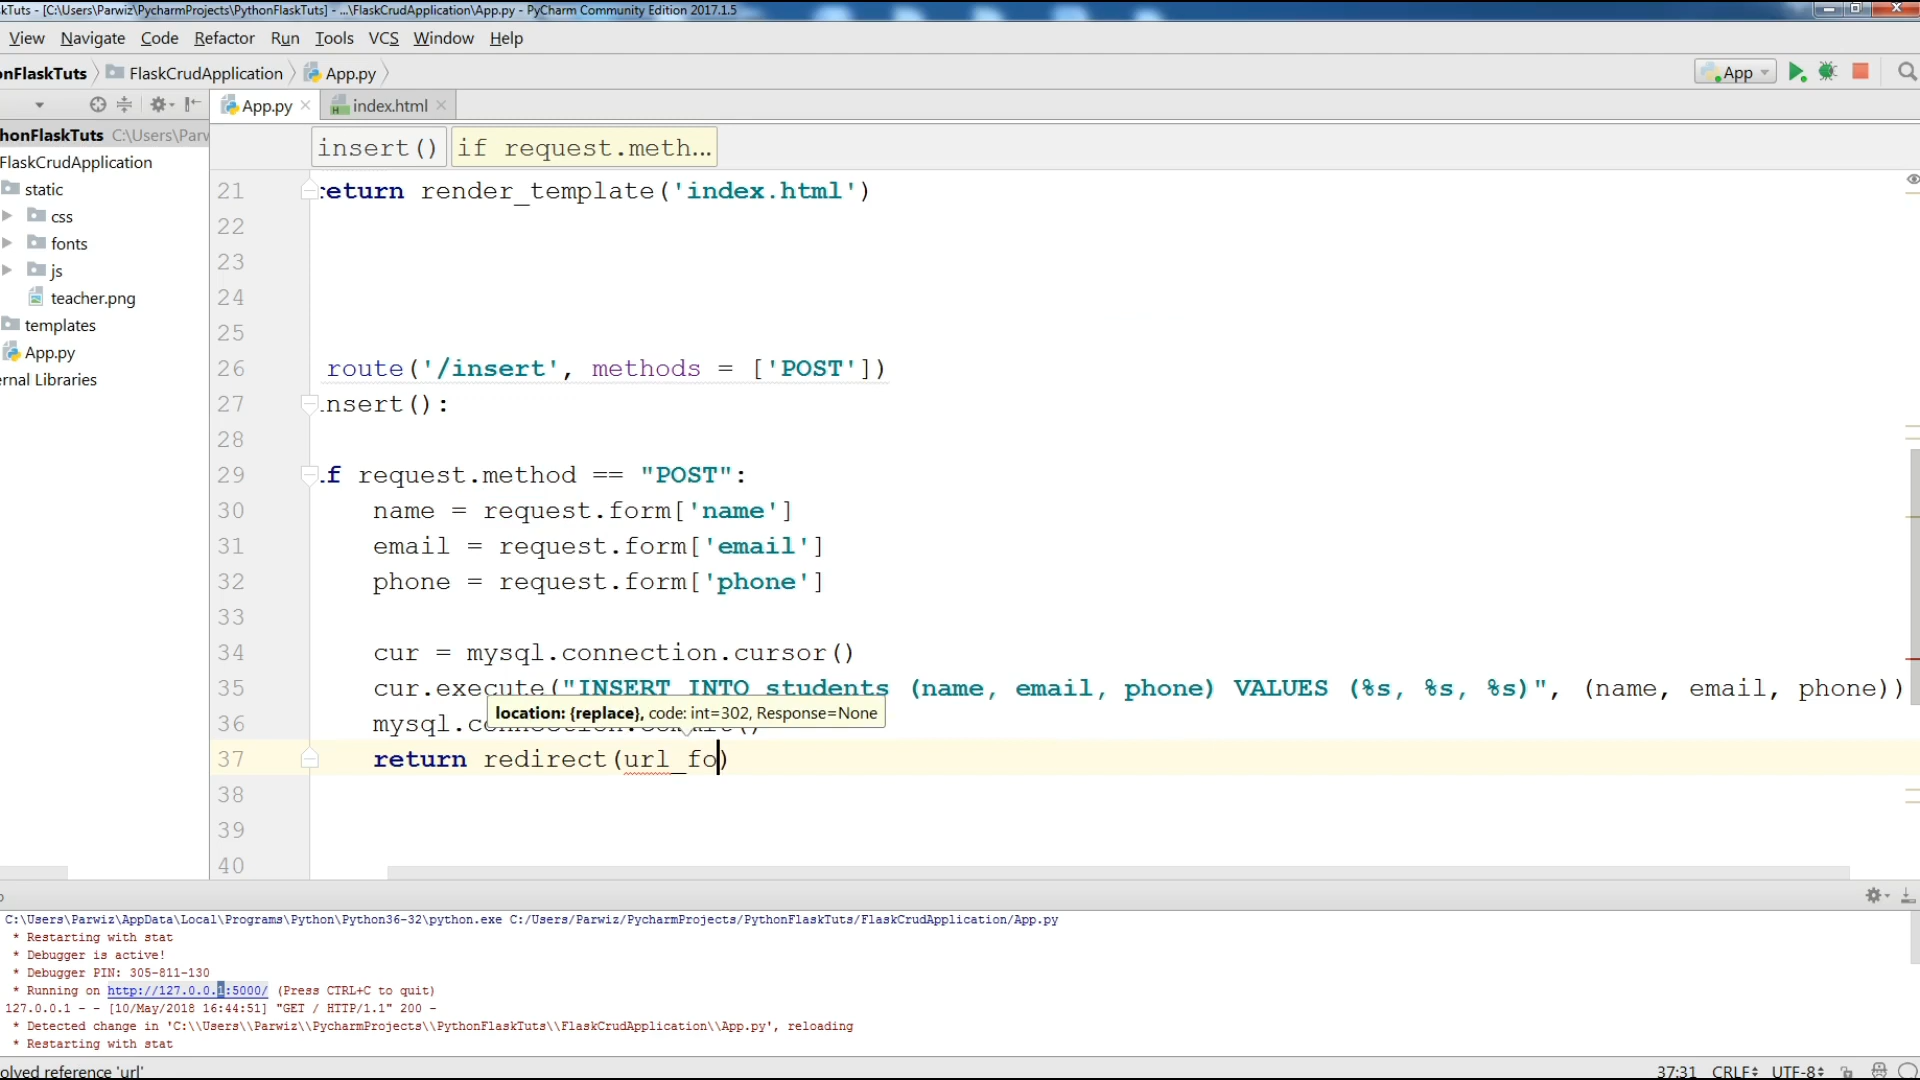 kTuts - [C:\Users\Parwiz\PycharmProjects\PythonFlaskTuts] - ...\FlaskCrudApplication\App.py - PyCharm Community Edition 2017.1.5
View Navigate Code Refactor Run Tools VCS Window Help
onFlaskTuts FlaskCrudApplication App.py App
App.py index.html
honFlaskTuts C:\Users\Parw
FlaskCrudApplication
static
css
fonts
js
teacher.png
templates
App.py
rnal Libraries
insert() if request.meth...
21 return render_template('index.html')
22
23
24
25
26 route('/insert', methods = ['POST'])
27 insert():
28
29 if request.method == "POST":
30 name = request.form['name']
31 email = request.form['email']
32 phone = request.form['phone']
33
34 cur = mysql.connection.cursor()
35 cur.execute("INSERT INTO students (name, email, phone) VALUES (%s, %s, %s)", (name, email, phone))
location: {replace}, code: int=302, Response=None
36 mysql.connection.commit()
37 return redirect(url_fo)
38
39
40
C:\Users\Parwiz\AppData\Local\Programs\Python\Python36-32\python.exe C:/Users/Parwiz/PycharmProjects/PythonFlaskTuts/FlaskCrudApplication/App.py
* Restarting with stat
* Debugger is active!
* Debugger PIN: 305-811-130
* Running on http://127.0.0.1:5000/ (Press CTRL+C to quit)
127.0.0.1 - - [10/May/2018 16:44:51] "GET / HTTP/1.1" 200 -
* Detected change in 'C:\\Users\\Parwiz\\PycharmProjects\\PythonFlaskTuts\\FlaskCrudApplication\\App.py', reloading
* Restarting with stat
olved reference 'url' 37:31 CRLF UTF-8